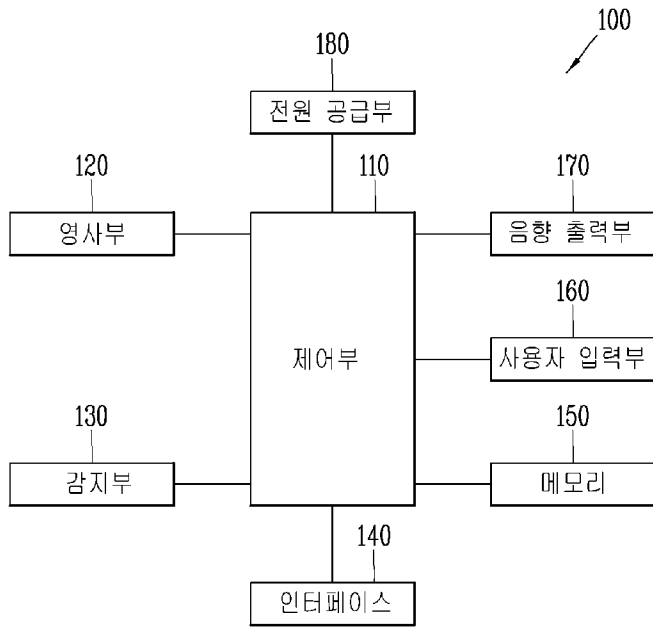 100
180
전원 공급부
120
110
170
영사부
음향 출력부
160
제어부
사용자 입력부
130
150
감지부
메모리
140
인터페이스